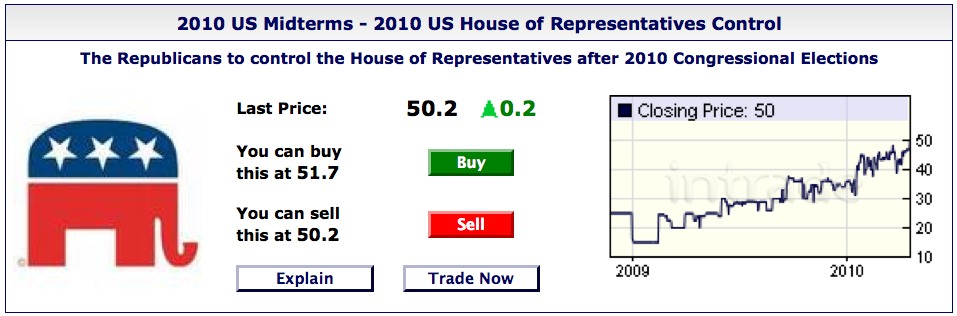 2010 US Midterms - 2010 US House of Representatives Control
The Republicans to control the House of Representatives after 2010 Congressional Elections
Last Price: 50.2 0.2
You can buy
this at 51.7
Buy
You can sell
this at 50.2
Sell
Explain
Trade Now
Closing Price: 50
intrade
50
40
30
20
10
2009
2010
©